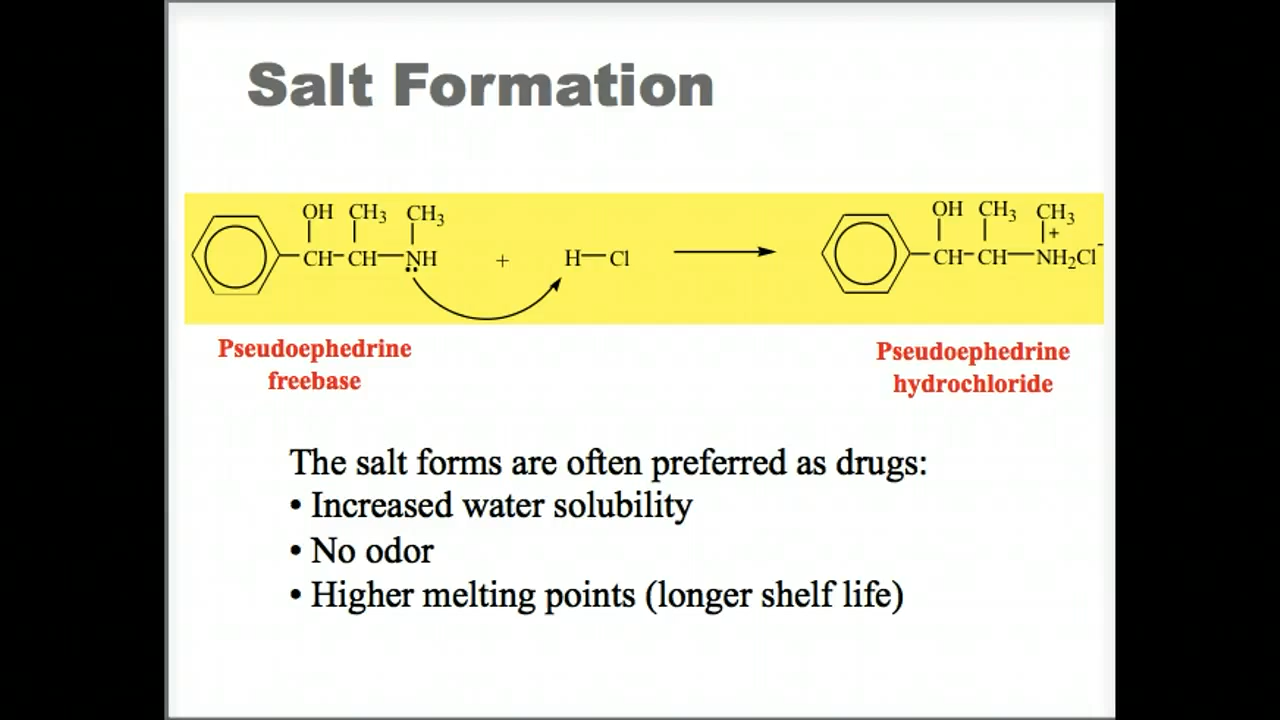 Salt Formation
OH CH3 CH3
CH CH NH + H Cl
OH CH3 CH3
+
CH CH NH2Cl-
Pseudoephedrine
freebase
Pseudoephedrine
hydrochloride
The salt forms are often preferred as drugs:
• Increased water solubility
• No odor
• Higher melting points (longer shelf life)